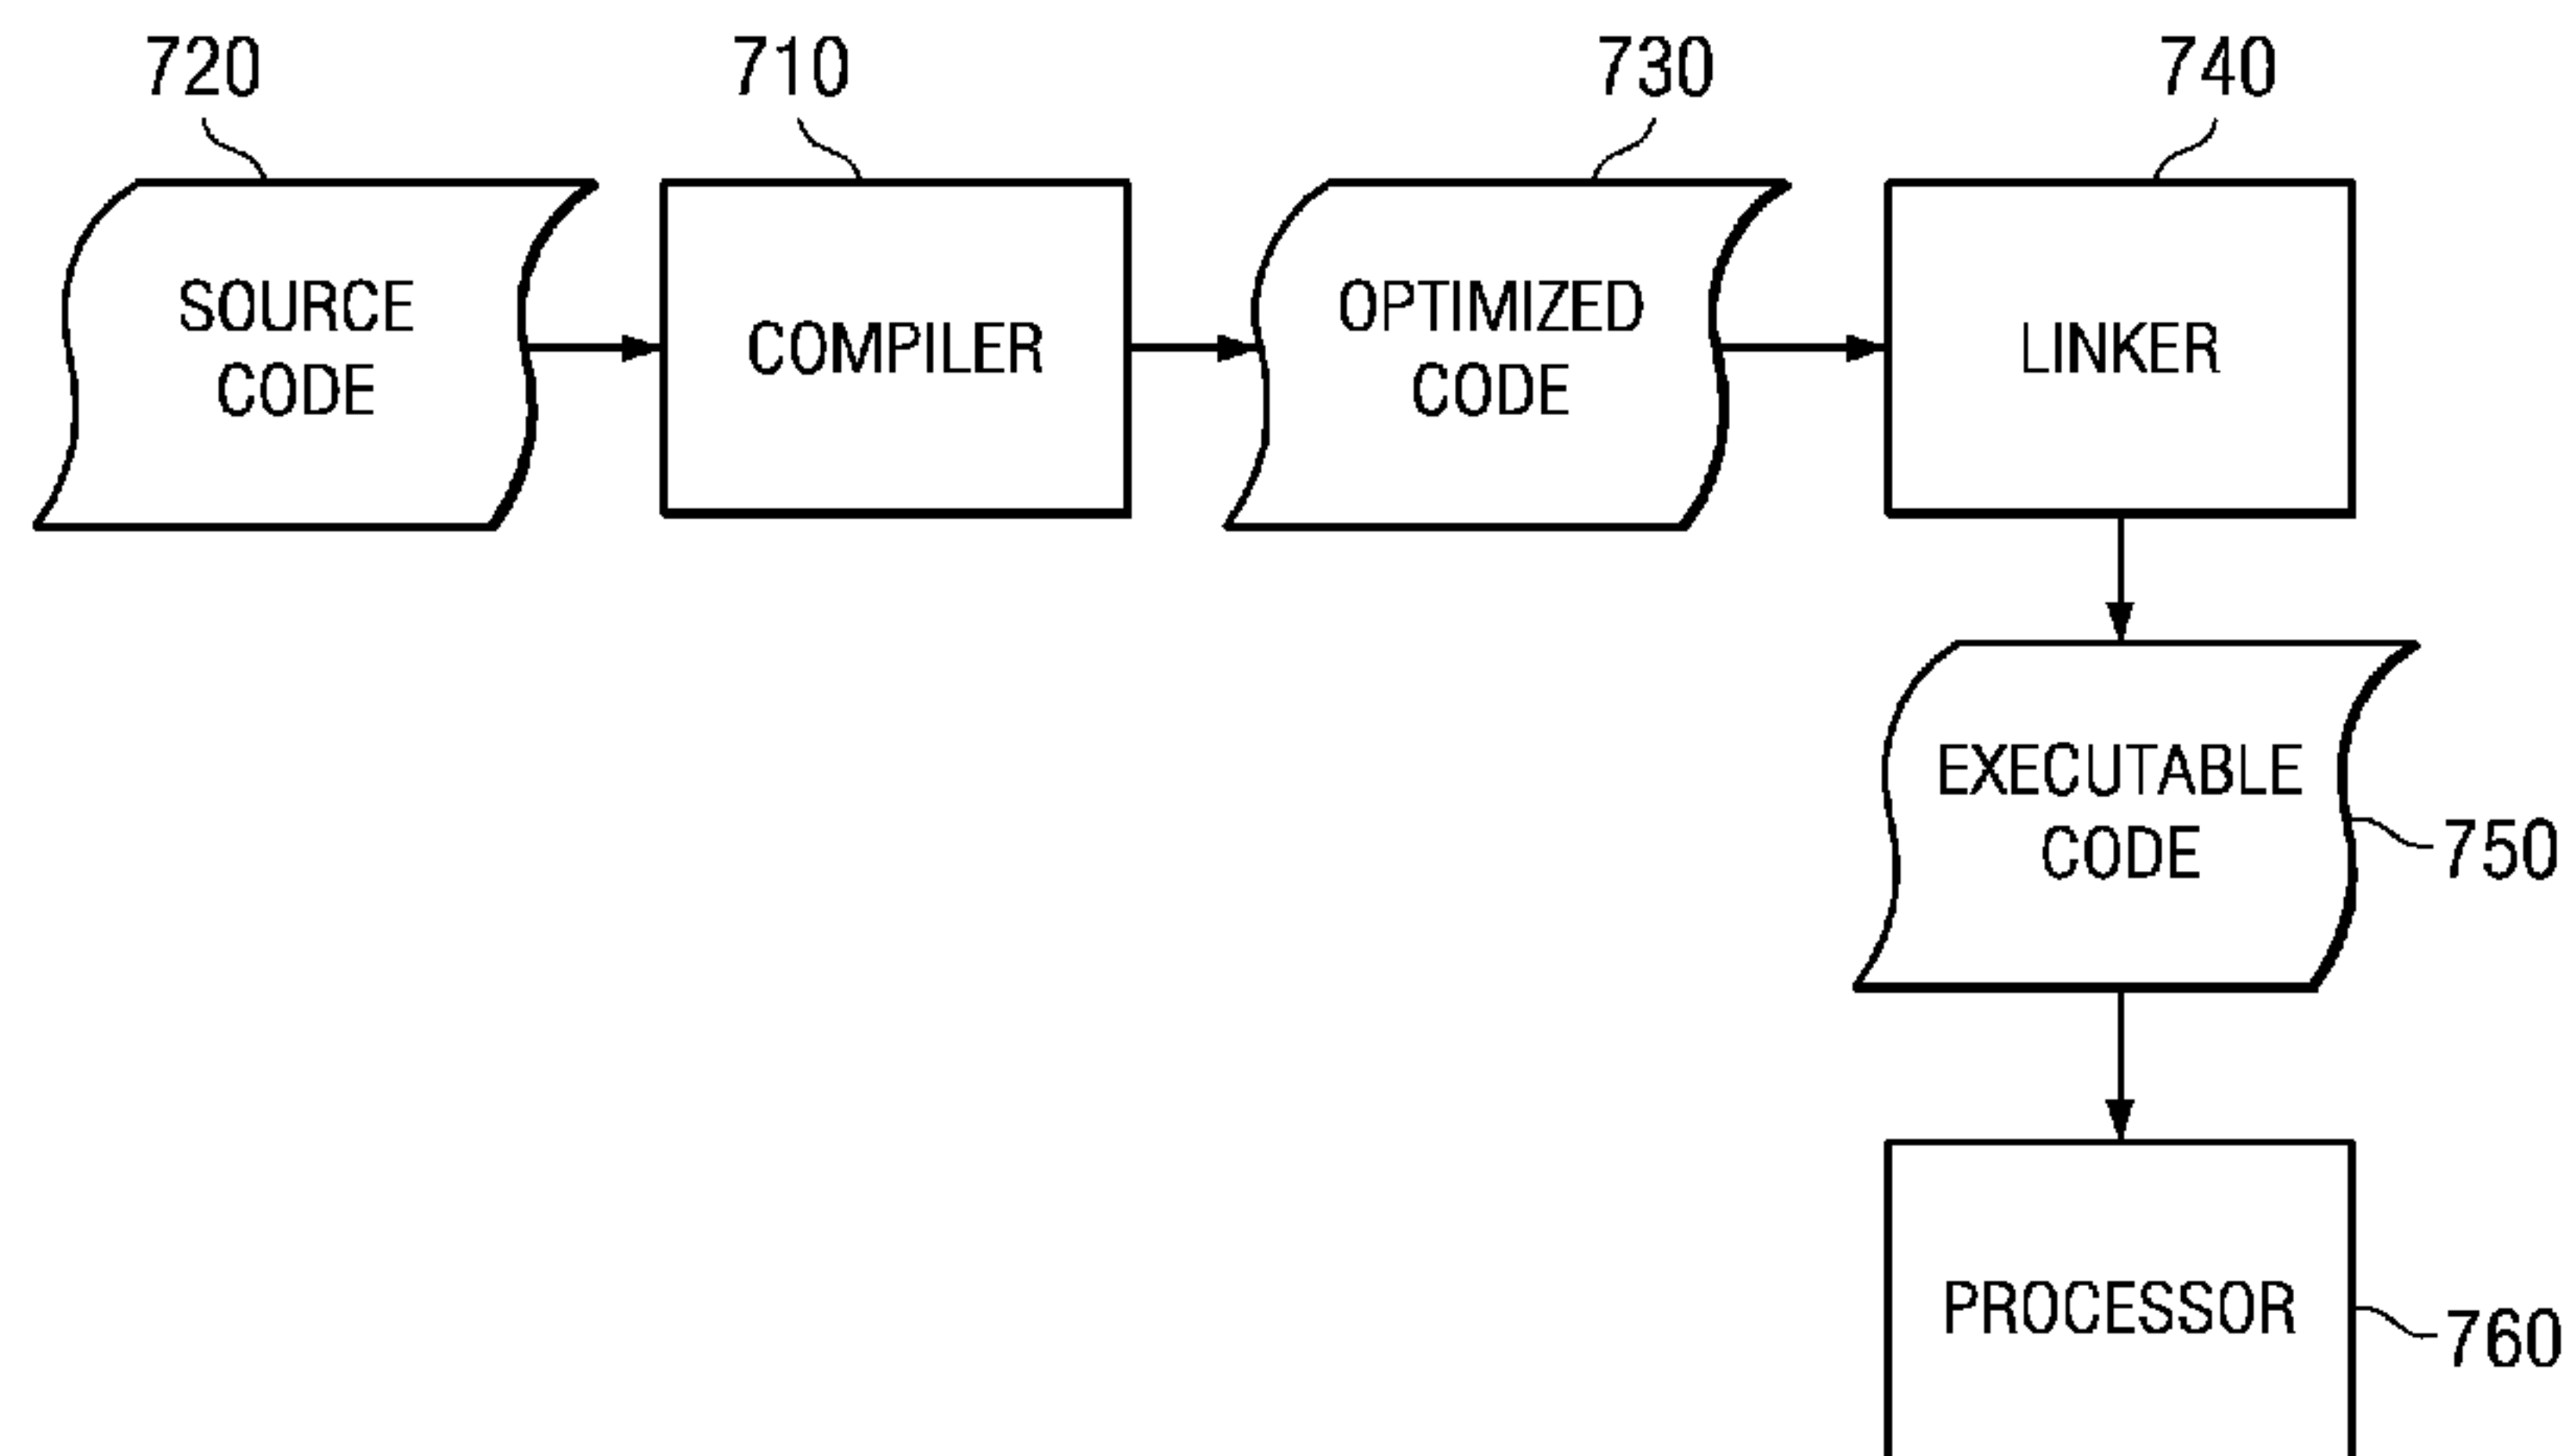 720 710 730 740
SOURCE
CODE
COMPILER
OPTIMIZED
CODE
LINKER
EXECUTABLE
CODE
750
PROCESSOR
760